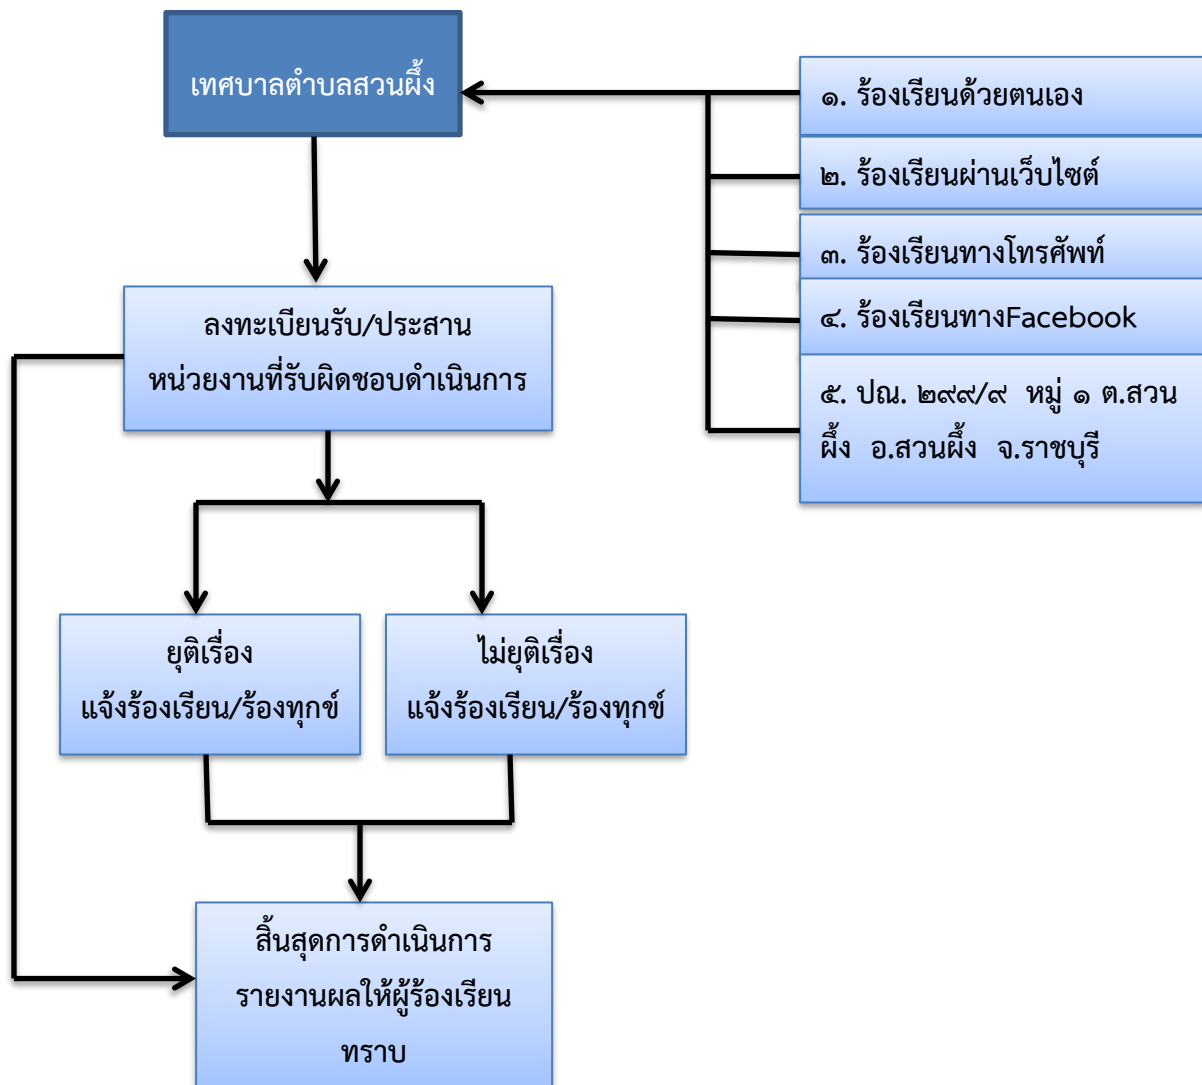 เทศบาลตำบลสวนผึ้ง
๑. ร้องเรียนด้วยตนเอง
๒. ร้องเรียนผ่านเว็บไซต์
๓. ร้องเรียนทางโทรศัพท์
๔. ร้องเรียนทางFacebook
๕. ปณ. ๒๙๙/๙ หมู่ ๑ ต.สวน
ผึ้ง อ.สวนผึ้ง จ.ราชบุรี
ลงทะเบียนรับ/ประสาน
หน่วยงานที่รับผิดชอบดำเนินการ
ยุติเรื่อง
แจ้งร้องเรียน/ร้องทุกข์
ไม่ยุติเรื่อง
แจ้งร้องเรียน/ร้องทุกข์
สิ้นสุดการดำเนินการ
รายงานผลให้ผู้ร้องเรียน
ทราบ